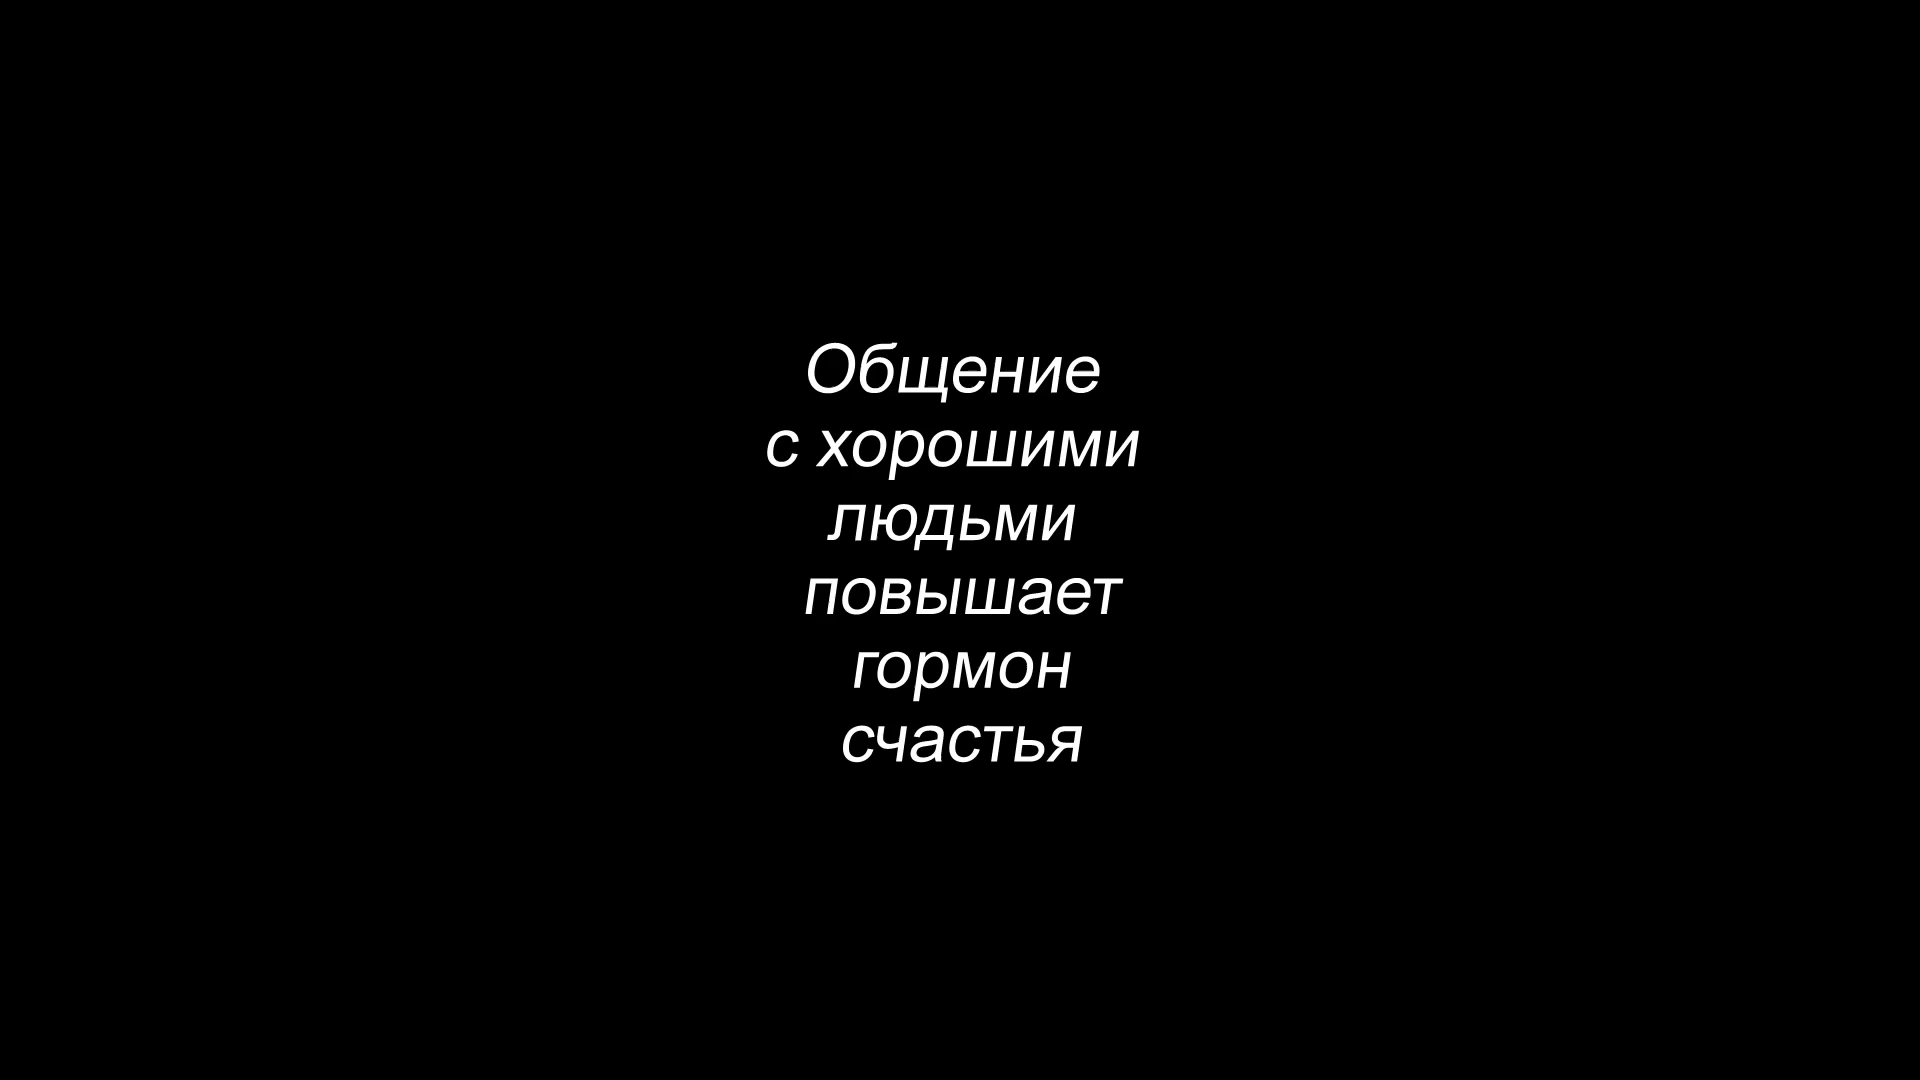 Общение
с хорошими
людьми
повышает
гормон
счастья